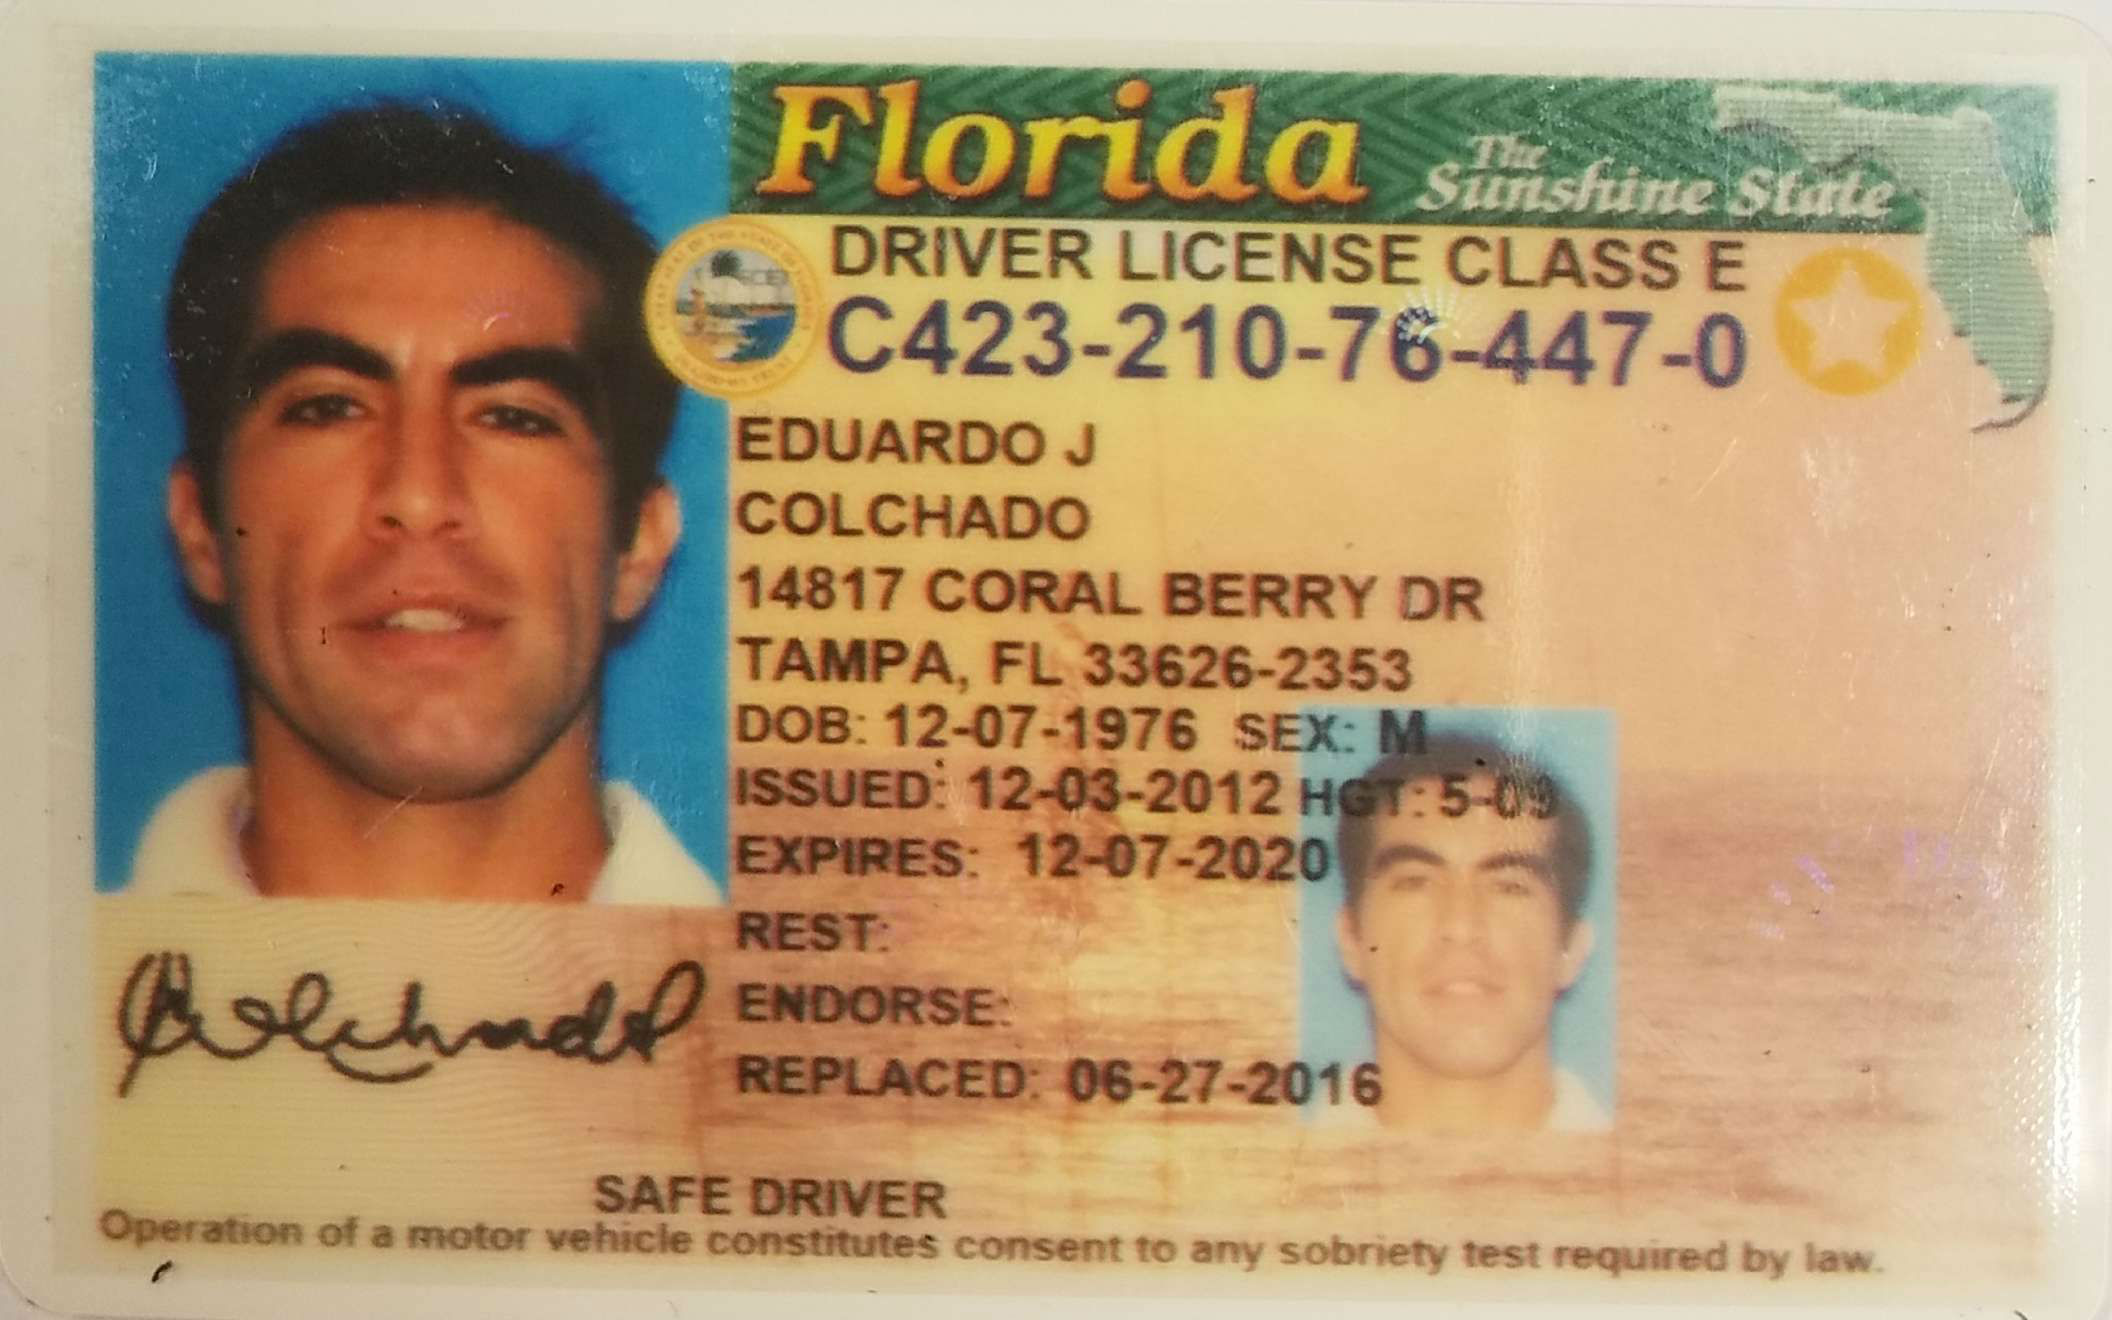 Florida
The
Sunshine State
DRIVER LICENSE CLASS E
C423-210-76-447-0
EDUARDO J
COLCHADO
14817 CORAL BERRY DR
TAMPA, FL 33626-2353
DOB: 12-07-1976 SEX: M
ISSUED: 12-03-2012 HGT: 5-09
EXPIRES: 12-07-2020
REST:
ENDORSE:
REPLACED: 06-27-2016
SAFE DRIVER
Operation of a motor vehicle constitutes consent to any sobriety test required by law.